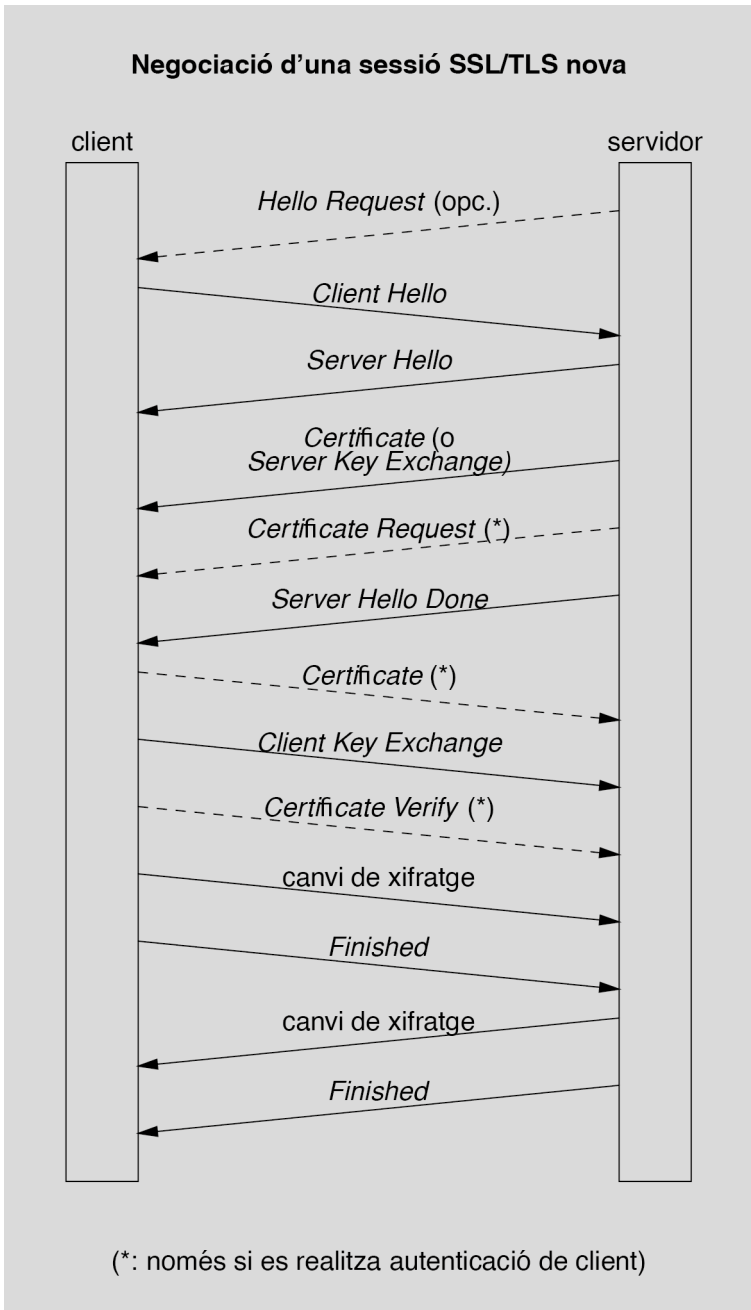 Negociació d'una sessió SSL/TLS nova
client
servidor
Hello Request (opc.)
Client Hello
Server Hello
Certificate (o
Server Key Exchange)
Certificate Request (*)
Server Hello Done
Certificate (*)
Client Key Exchange
Certificate Verify (*)
canvi de xifratge
Finished
canvi de xifratge
Finished
(*: només si es realitza autenticació de client)